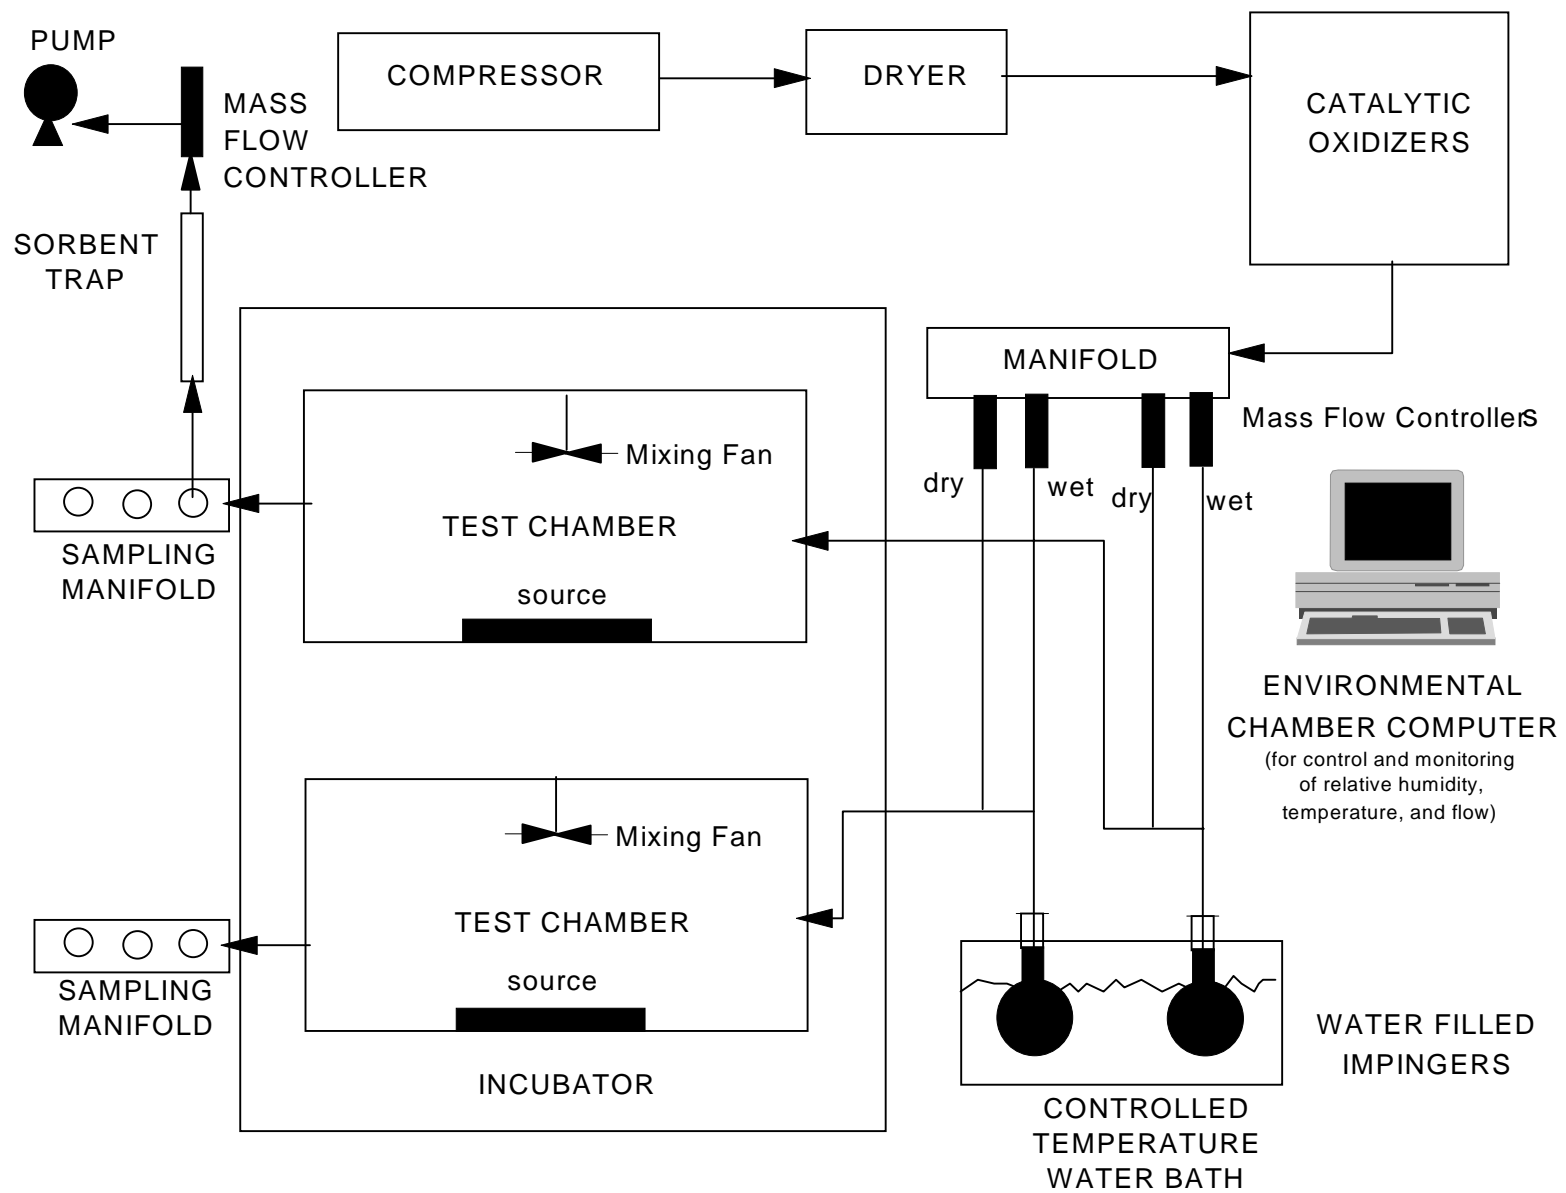 PUMP
COMPRESSOR
DRYER
CATALYTIC
OXIDIZERS
MASS
FLOW
CONTROLLER
SORBENT
TRAP
MANIFOLD
Mass Flow Controllers
dry
wet
dry
wet
Mixing Fan
TEST CHAMBER
source
SAMPLING
MANIFOLD
ENVIRONMENTAL
CHAMBER COMPUTER
(for control and monitoring
of relative humidity,
temperature, and flow)
Mixing Fan
TEST CHAMBER
source
SAMPLING
MANIFOLD
INCUBATOR
WATER FILLED
IMPINGERS
CONTROLLED
TEMPERATURE
WATER BATH